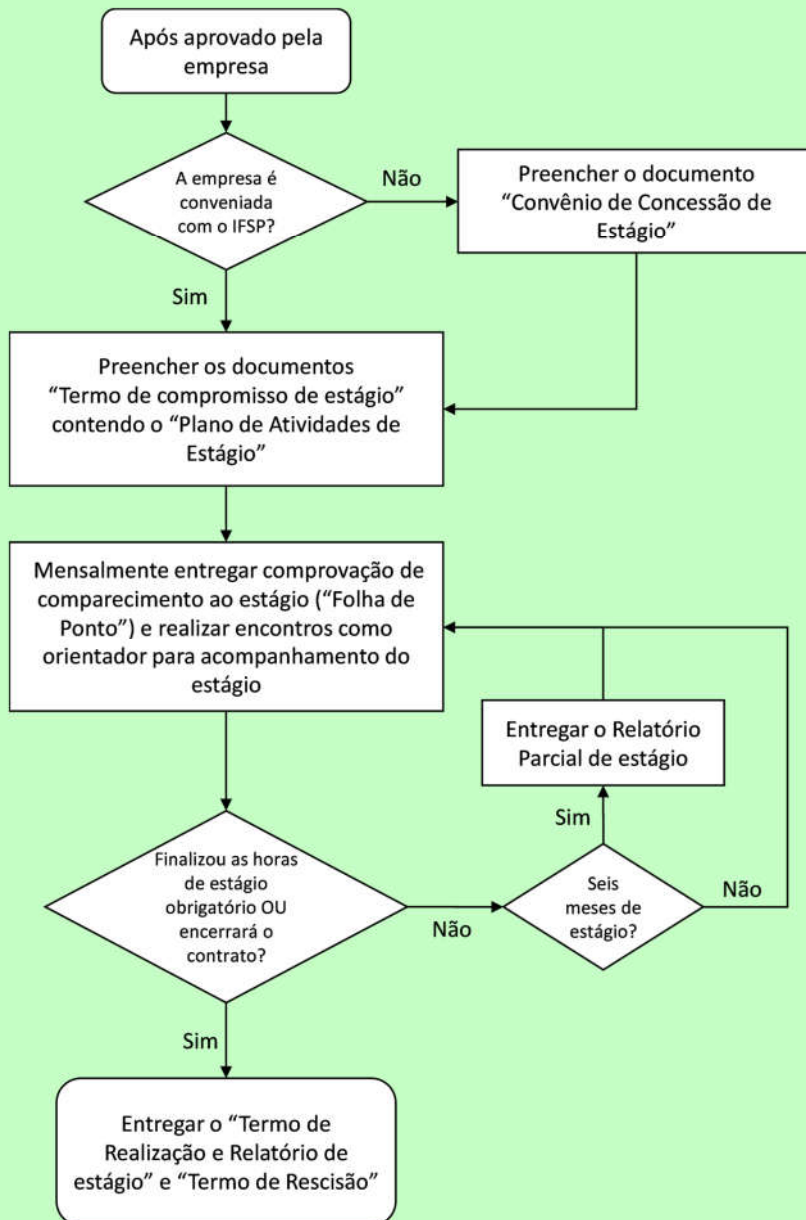 Após aprovado pela
empresa
A empresa é
conveniada
com o IFSP?
Não
Preencher o documento
“Convênio de Concessão de
Estágio”
Sim
Preencher os documentos
“Termo de compromisso de estágio”
contendo o “Plano de Atividades de
Estágio”
Mensalmente entregar comprovação de
comparecimento ao estágio (“Folha de
Ponto”) e realizar encontros como
orientador para acompanhamento do
estágio
Entregar o Relatório
Parcial de estágio
Sim
Finalizou as horas
de estágio
obrigatório OU
encerrará o
contrato?
Não
Seis
meses de
estágio?
Não
Sim
Entregar o “Termo de
Realização e Relatório de
estágio” e “Termo de Rescisão”